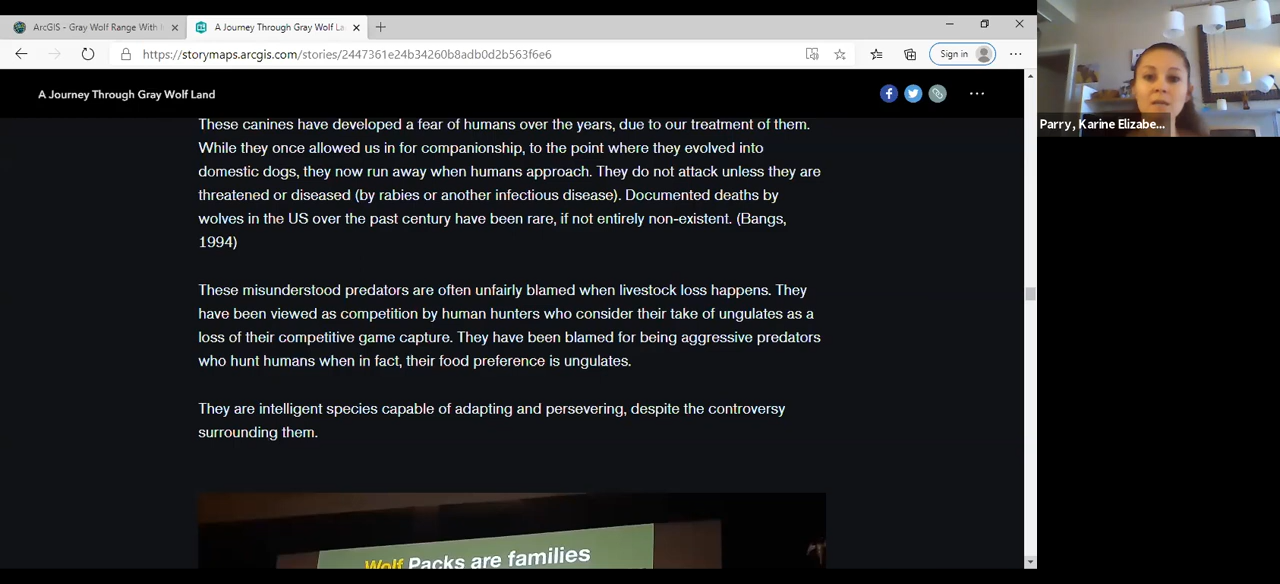 ArcGIS - Gray Wolf Range With
A Journey Through Gray Wolf La
https://storymaps.arcgis.com/stories/2447361e24b34260b8adb0d2b563f6e6
Sign in
A Journey Through Gray Wolf Land
Parry, Karine Elizabe...
These canines have developed a fear of humans over the years, due to our treatment of them.
While they once allowed us in for companionship, to the point where they evolved into
domestic dogs, they now run away when humans approach. They do not attack unless they are
threatened or diseased (by rabies or another infectious disease). Documented deaths by
wolves in the US over the past century have been rare, if not entirely non-existent. (Bangs,
1994)
These misunderstood predators are often unfairly blamed when livestock loss happens. They
have been viewed as competition by human hunters who consider their take of ungulates as a
loss of their competitive game capture. They have been blamed for being aggressive predators
who hunt humans when in fact, their food preference is ungulates.
They are intelligent species capable of adapting and persevering, despite the controversy
surrounding them.
Wolf Packs are families